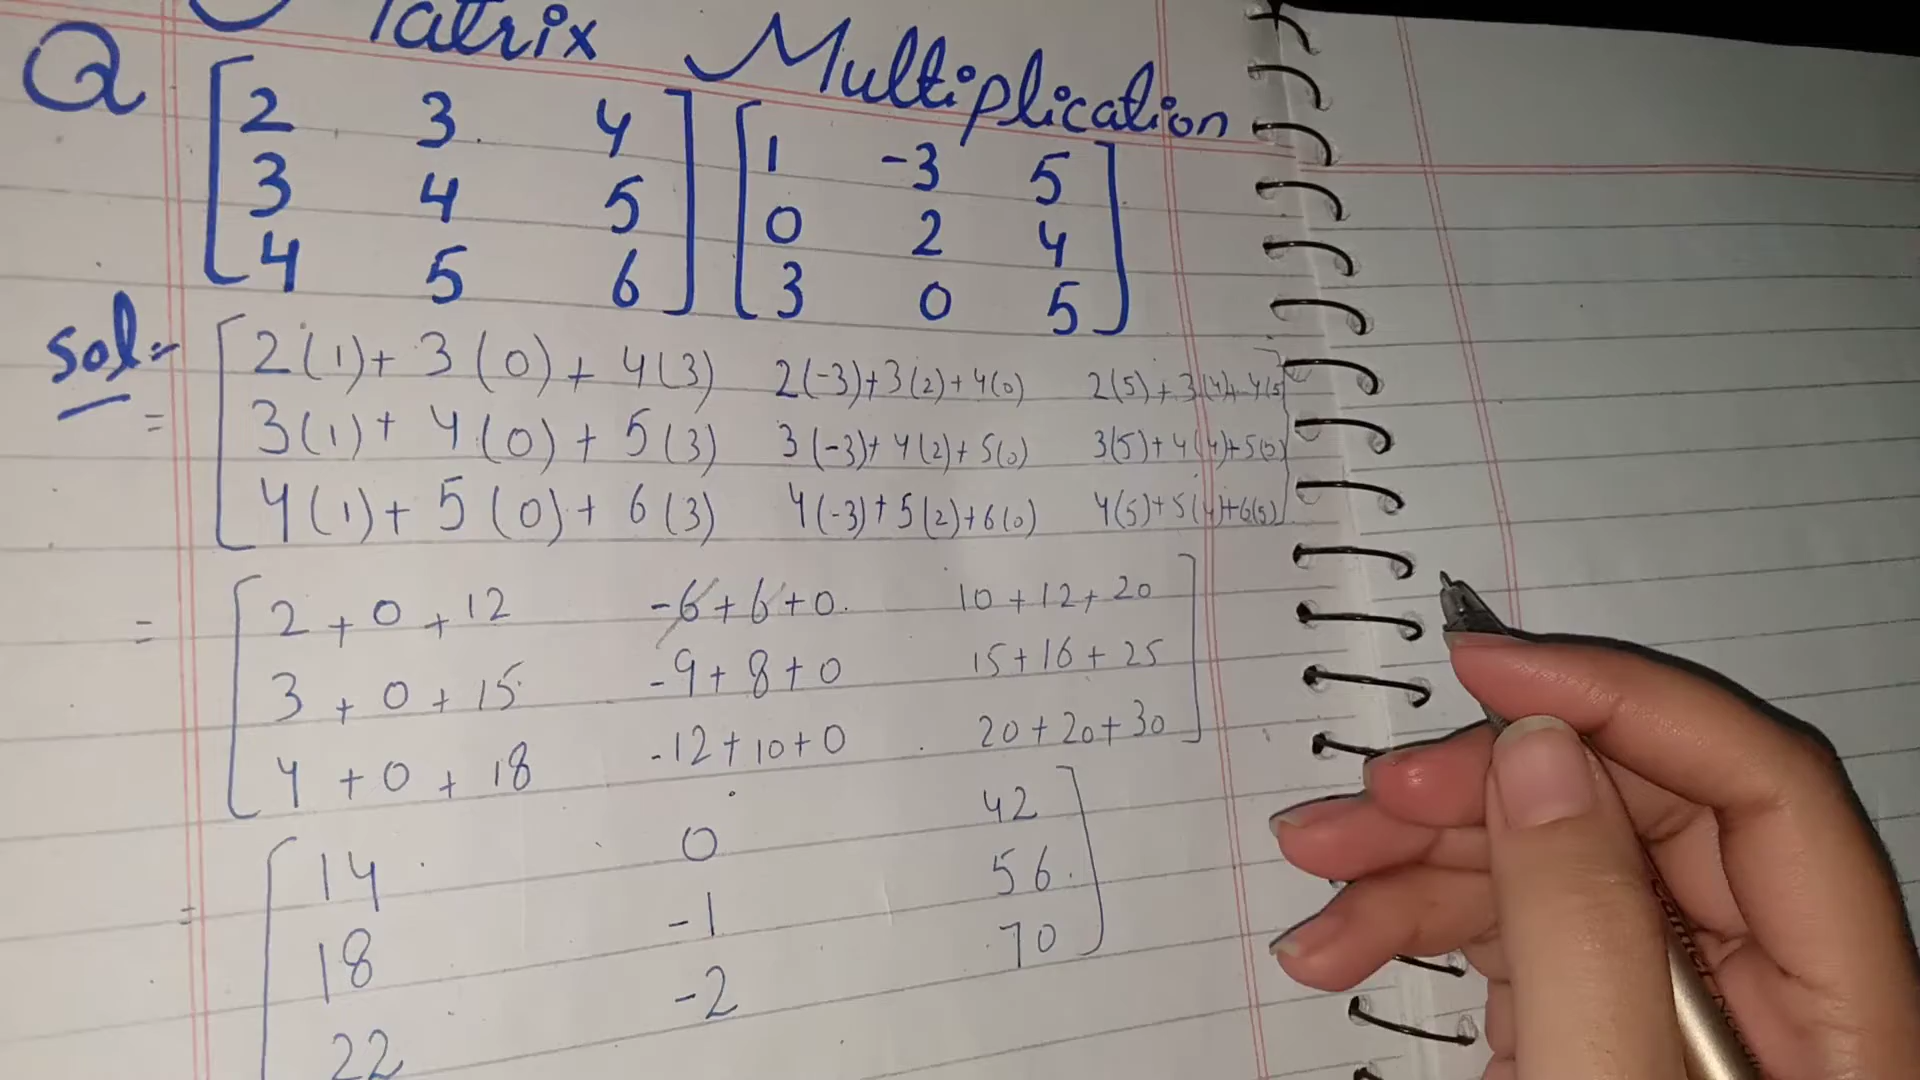 Matrix Multiplication
Q [2 3 4] [1 -3 5]
[3 4 5] [0 2 4]
[4 5 6] [3 0 5]
Sol=
= [2(1)+3(0)+4(3) 2(-3)+3(2)+4(0) 2(5)+3(4)+4(5)]
[3(1)+4(0)+5(3) 3(-3)+4(2)+5(0) 3(5)+4(4)+5(5)]
[4(1)+5(0)+6(3) 4(-3)+5(2)+6(0) 4(5)+5(4)+6(5)]
= [2+0+12 -6+6+0 10+12+20]
[3+0+15 -9+8+0 15+16+25]
[4+0+18 -12+10+0 20+20+30]
= [14 0 42]
[18 -1 56]
[22 -2 70]
Camel